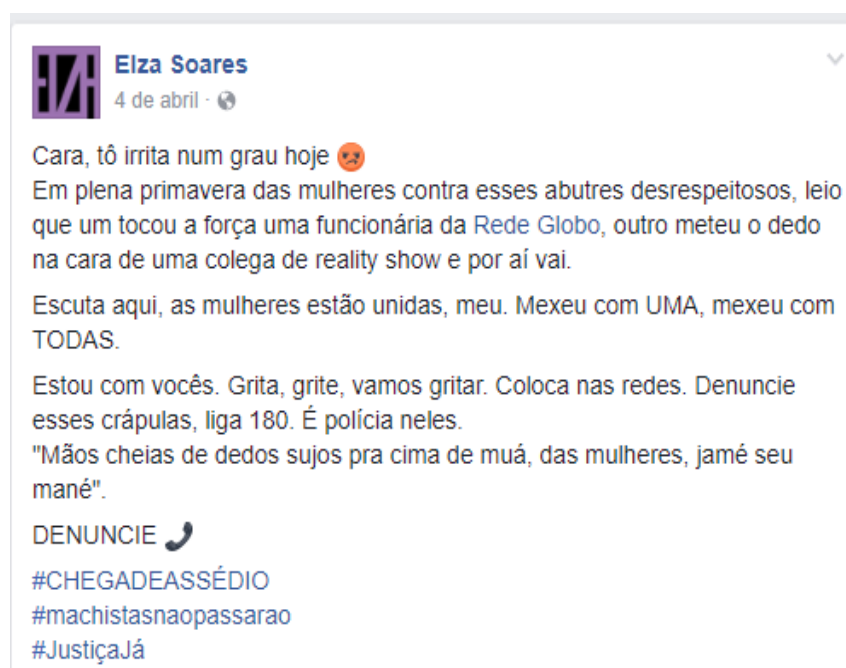 Elza Soares
4 de abril ·
Cara, tô irrita num grau hoje 😡
Em plena primavera das mulheres contra esses abutres desrespeitosos, leio
que um tocou a força uma funcionária da Rede Globo, outro meteu o dedo
na cara de uma colega de reality show e por aí vai.
Escuta aqui, as mulheres estão unidas, meu. Mexeu com UMA, mexeu com
TODAS.
Estou com vocês. Grita, grite, vamos gritar. Coloca nas redes. Denuncie
esses crápulas, liga 180. É polícia neles.
"Mãos cheias de dedos sujos pra cima de muá, das mulheres, jamé seu
mané".
DENUNCIE 📞
#CHEGADEASSÉDIO
#machistasnaopassarao
#JustiçaJá